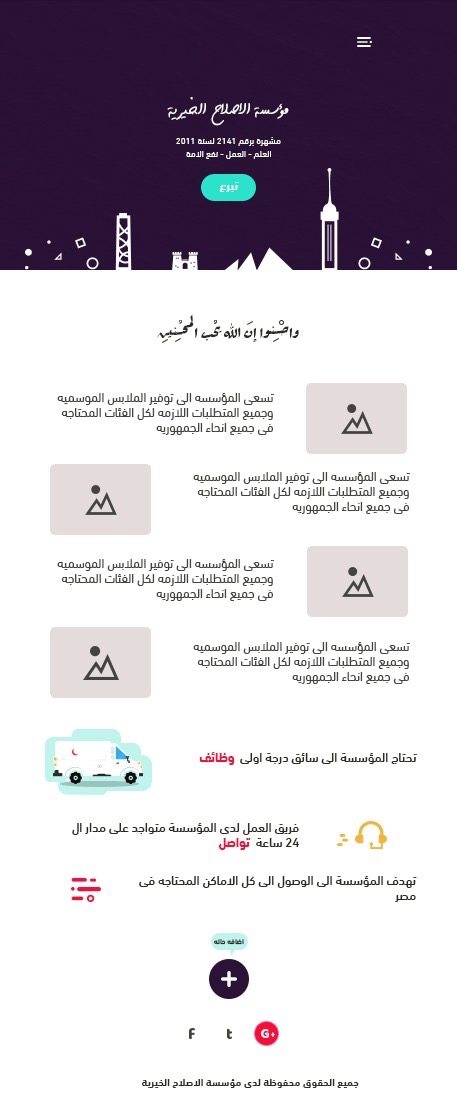 مؤسسة الاصلاح الخيرية
مشهرة برقم 2141 لسنة 2011
العلم - العمل - نفع الامة
تبرع
واحْسِنوا إنَ الله يُحب المحُسِنينِ
تسعى المؤسسه الى توفير الملابس الموسميه
وجميع المتطلبات اللازمه لكل الفئات المحتاجه
فى جميع انحاء الجمهوريه
تسعى المؤسسه الى توفير الملابس الموسميه
وجميع المتطلبات اللازمه لكل الفئات المحتاجه
فى جميع انحاء الجمهوريه
تسعى المؤسسه الى توفير الملابس الموسميه
وجميع المتطلبات اللازمه لكل الفئات المحتاجه
فى جميع انحاء الجمهوريه
تسعى المؤسسه الى توفير الملابس الموسميه
وجميع المتطلبات اللازمه لكل الفئات المحتاجه
فى جميع انحاء الجمهوريه
تحتاج المؤسسة الى سائق درجة اولى وظائف
فريق العمل لدى المؤسسة متواجد على مدار ال
24 ساعة تواصل
تهدف المؤسسة الى الوصول الى كل الاماكن المحتاجه فى
مصر
اضافه حاله
f t G+
جميع الحقوق محفوظة لدى مؤسسة الاصلاح الخيرية